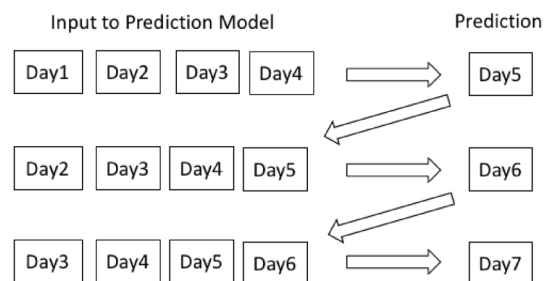 Input to Prediction Model Prediction
Day1 Day2 Day3 Day4 Day5
Day2 Day3 Day4 Day5 Day6
Day3 Day4 Day5 Day6 Day7